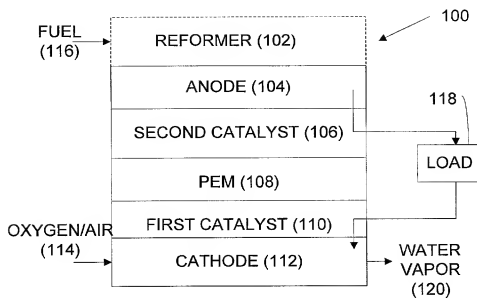 FUEL
(116)
REFORMER (102)
100
ANODE (104)
118
SECOND CATALYST (106)
LOAD
PEM (108)
FIRST CATALYST (110)
OXYGEN/AIR
(114)
CATHODE (112)
WATER
VAPOR
(120)